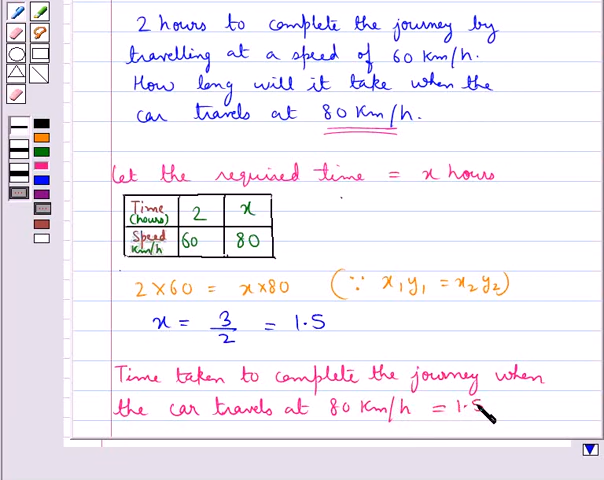 2 hours to complete the journey by
travelling at a speed of 60 Km/h.
How long will it take when the
car travels at 80 Km/h.
Let the required time = x hours
Time (hours) 2 x
Speed Km/h 60 80
2 × 60 = x × 80 (∵ x₁y₁ = x₂y₂)
x = 3/2 = 1.5
Time taken to complete the journey when
the car travels at 80 Km/h = 1.5